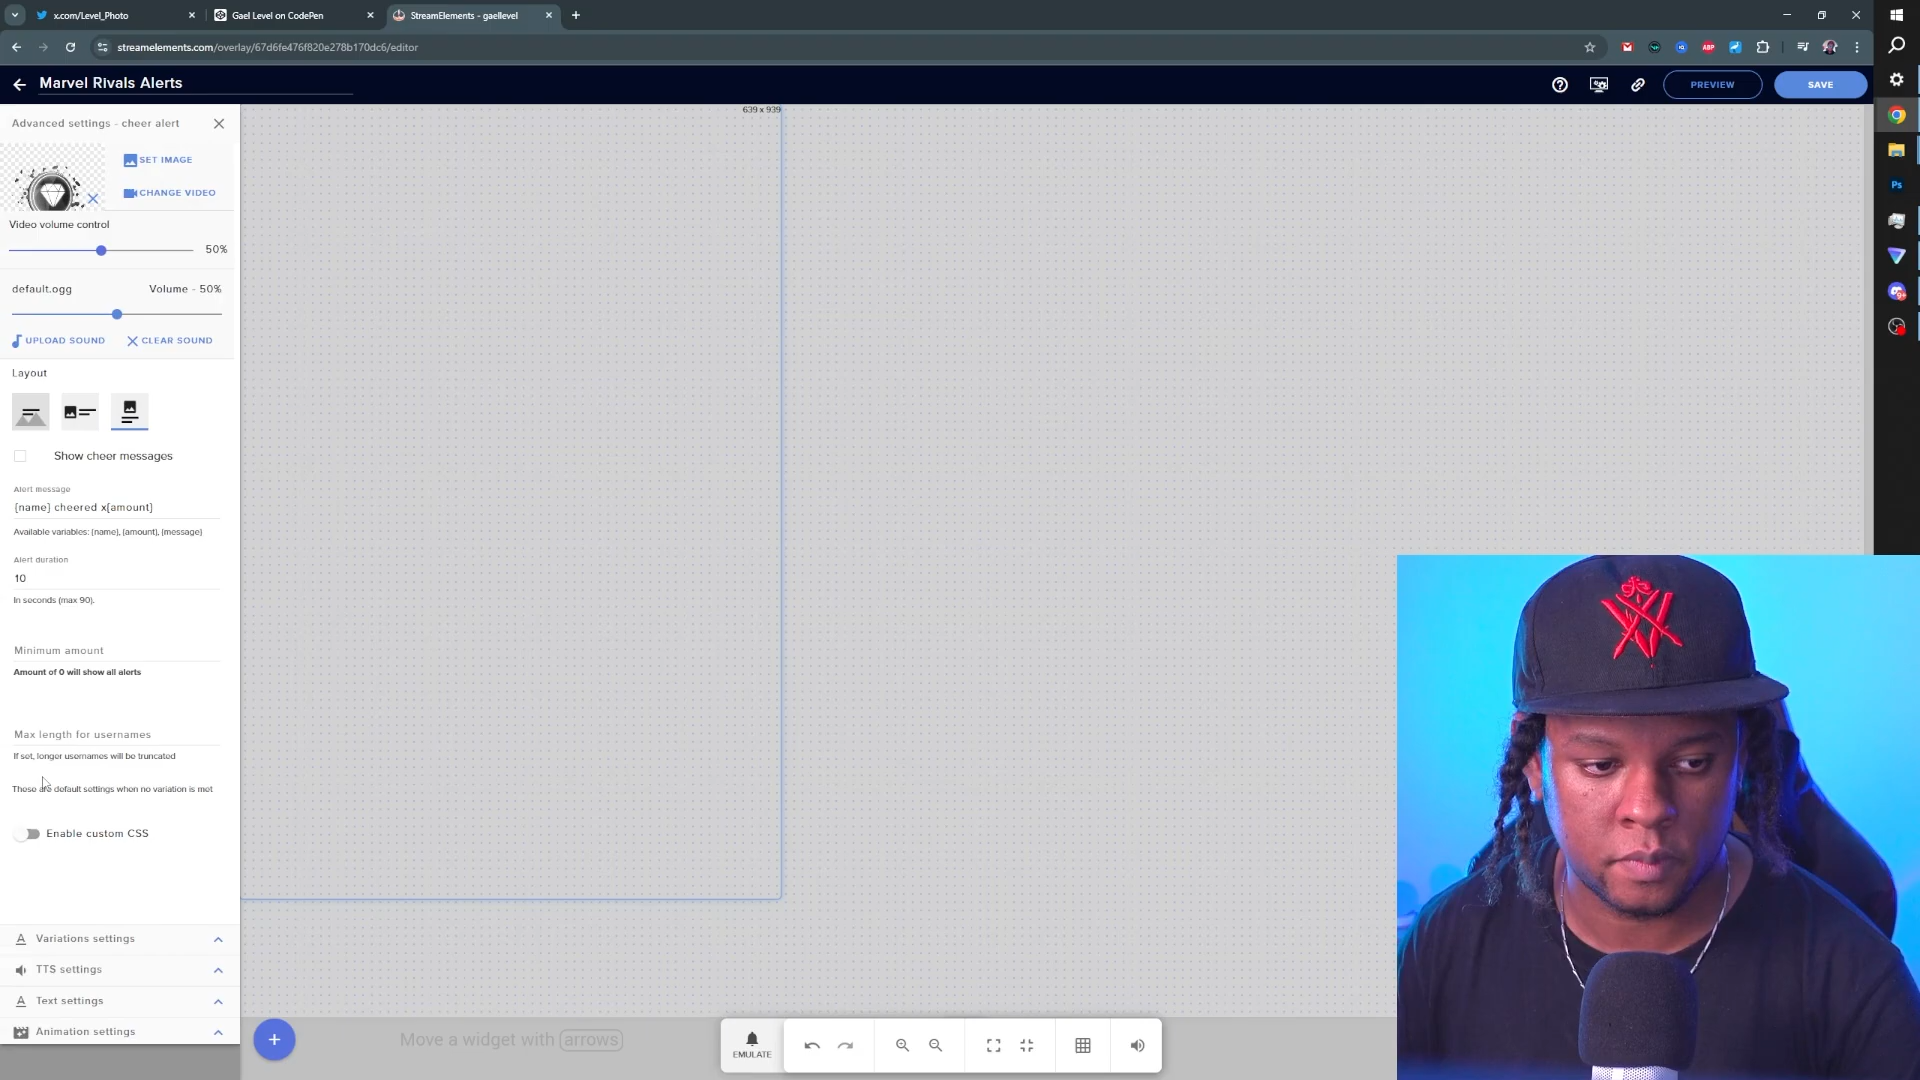 x.com/Level_Photo
Gael Level on CodePen
StreamElements - gaellevel
streamelements.com/overlay/67d6fe476f820e278b170dc6/editor
ABP
Marvel Rivals Alerts
PREVIEW
SAVE
Advanced settings - cheer alert
639 x 939
SET IMAGE
CHANGE VIDEO
Video volume control
50%
default.ogg
Volume - 50%
UPLOAD SOUND
CLEAR SOUND
Layout
Show cheer messages
Alert message
{name} cheered x{amount}
Available variables: {name}, {amount}, {message}
Alert duration
10
In seconds (max 90).
Minimum amount
Amount of 0 will show all alerts
Max length for usernames
If set, longer usernames will be truncated
These are default settings when no variation is met
Enable custom CSS
Variations settings
TTS settings
Text settings
Animation settings
Move a widget with arrows
EMULATE
Ps
9+